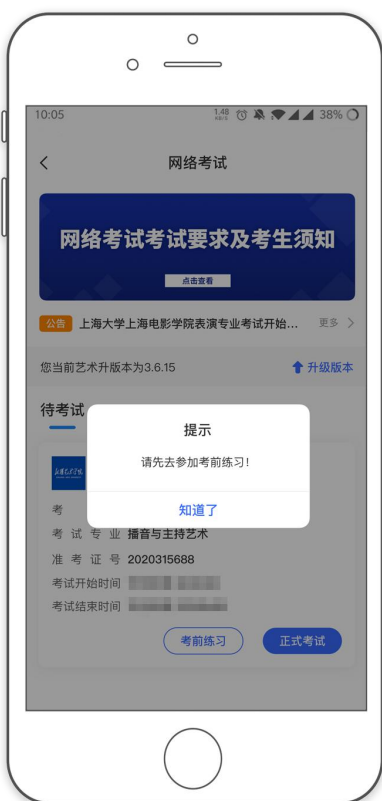 10:05 1.48 KB/S 38%
网络考试
网络考试考试要求及考生须知
点击查看
公告 上海大学上海电影学院表演专业考试开始... 更多
您当前艺术升版本为3.6.15 升级版本
待考试
提示
请先去参加考前练习！
知道了
考
考试专业 播音与主持艺术
准考证号 2020315688
考试开始时间
考试结束时间
考前练习 正式考试